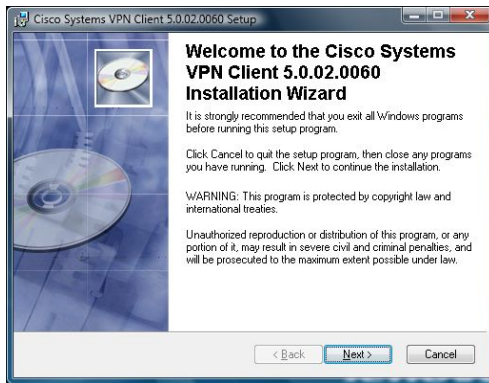 Cisco Systems VPN Client 5.0.02.0060 Setup
Welcome to the Cisco Systems
VPN Client 5.0.02.0060
Installation Wizard
It is strongly recommended that you exit all Windows programs
before running this setup program.
Click Cancel to quit the setup program, then close any programs
you have running. Click Next to continue the installation.
WARNING: This program is protected by copyright law and
international treaties.
Unauthorized reproduction or distribution of this program, or any
portion of it, may result in severe civil and criminal penalties, and
will be prosecuted to the maximum extent possible under law.
< Back
Next >
Cancel